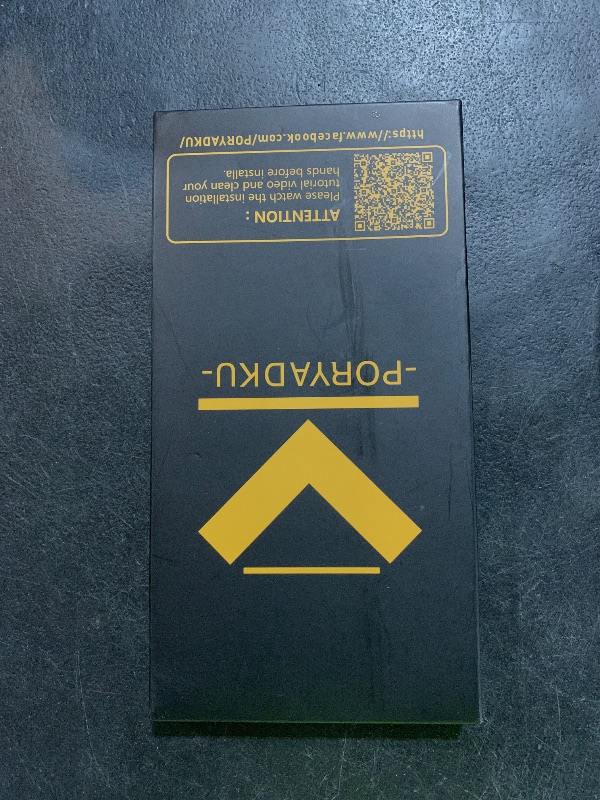 -PORYADKU-
ATTENTION :
Please watch the installation
tutorial video and clean your
hands before installa.
https://www.facebook.com/PORYADKU/